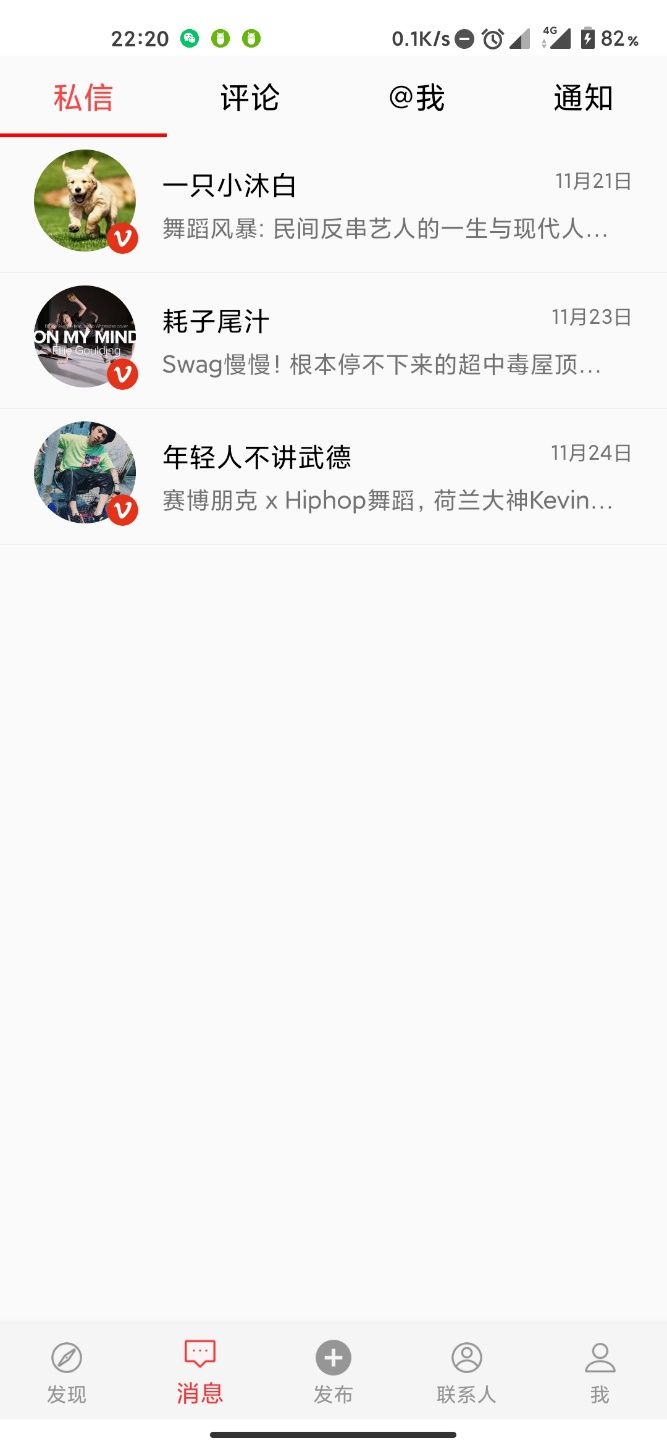 22:20 0.1K/s 4G 82%
私信 评论 @我 通知
一只小沐白 11月21日
舞蹈风暴: 民间反串艺人的一生与现代人...
ON MY MIND
Ellie Goulding
耗子尾汁 11月23日
Swag慢慢! 根本停不下来的超中毒屋顶...
年轻人不讲武德 11月24日
赛博朋克 x Hiphop舞蹈, 荷兰大神Kevin...
发现 消息 发布 联系人 我